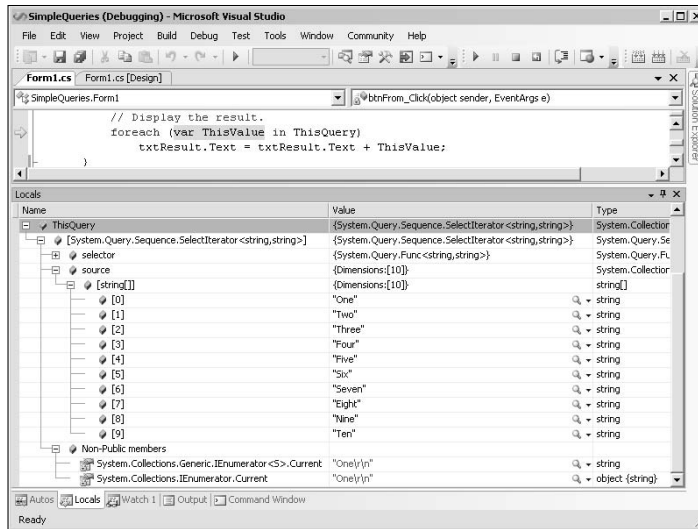 SimpleQueries (Debugging) - Microsoft Visual Studio
File Edit View Project Build Debug Test Tools Window Community Help
Form1.cs Form1.cs [Design]
SimpleQueries.Form1 btnFrom_Click(object sender, EventArgs e)
Solution Explorer
// Display the result.
foreach (var ThisValue in ThisQuery)
txtResult.Text = txtResult.Text + ThisValue;
}
Locals
Name Value Type
ThisQuery {System.Query.Sequence.SelectIterator<string,string>} System.Collection
[System.Query.Sequence.SelectIterator<string,string>] {System.Query.Sequence.SelectIterator<string,string>} System.Query.Se
selector {System.Query.Func<string,string>} System.Query.Fu
source {Dimensions:[10]} System.Collection
[string[]] {Dimensions:[10]} string[]
[0] "One" string
[1] "Two" string
[2] "Three" string
[3] "Four" string
[4] "Five" string
[5] "Six" string
[6] "Seven" string
[7] "Eight" string
[8] "Nine" string
[9] "Ten" string
Non-Public members
System.Collections.Generic.IEnumerator<S>.Current "One\r\n" string
System.Collections.IEnumerator.Current "One\r\n" object {string}
Autos Locals Watch 1 Output Command Window
Ready